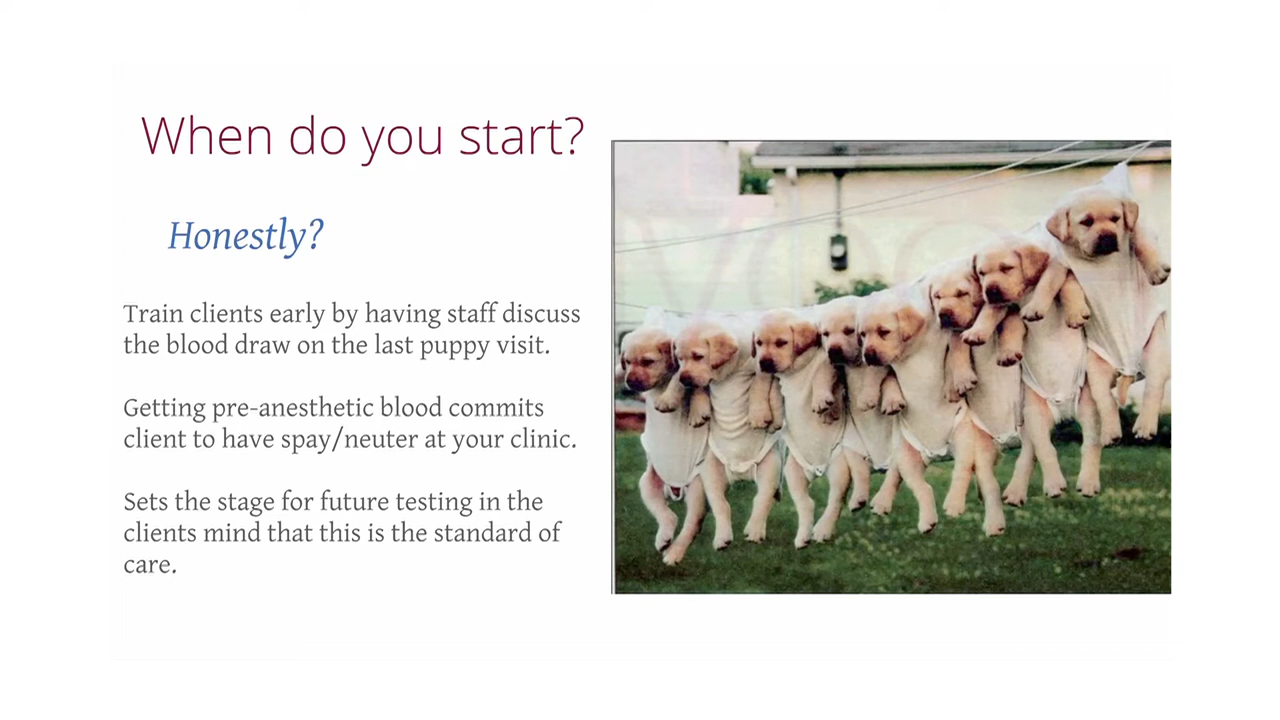 When do you start?
Honestly?
Train clients early by having staff discuss
the blood draw on the last puppy visit.
Getting pre-anesthetic blood commits
client to have spay/neuter at your clinic.
Sets the stage for future testing in the
clients mind that this is the standard of
care.